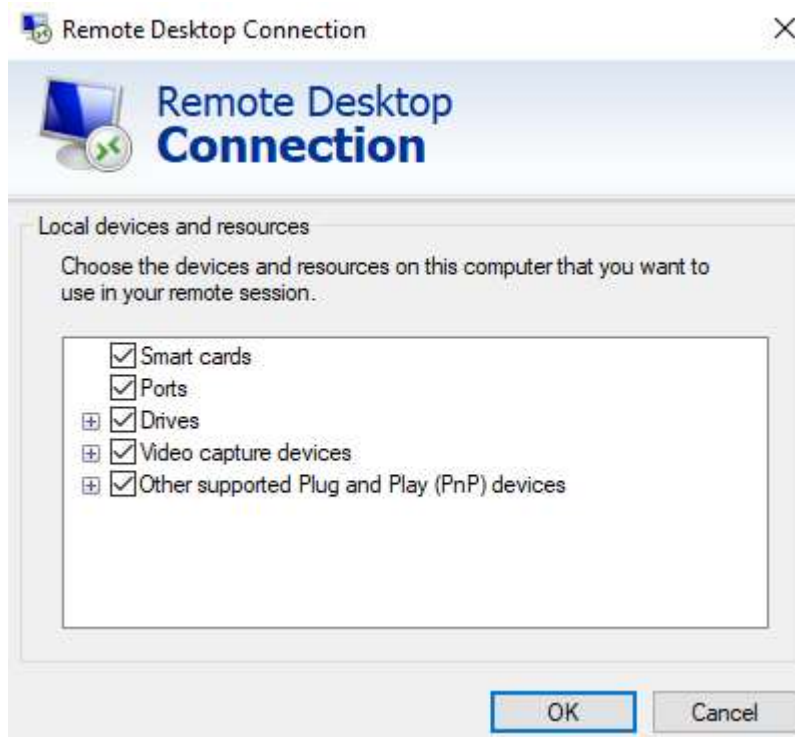 Remote Desktop Connection
Remote Desktop
Connection
Local devices and resources
Choose the devices and resources on this computer that you want to
use in your remote session.
Smart cards
Ports
Drives
Video capture devices
Other supported Plug and Play (PnP) devices
OK
Cancel